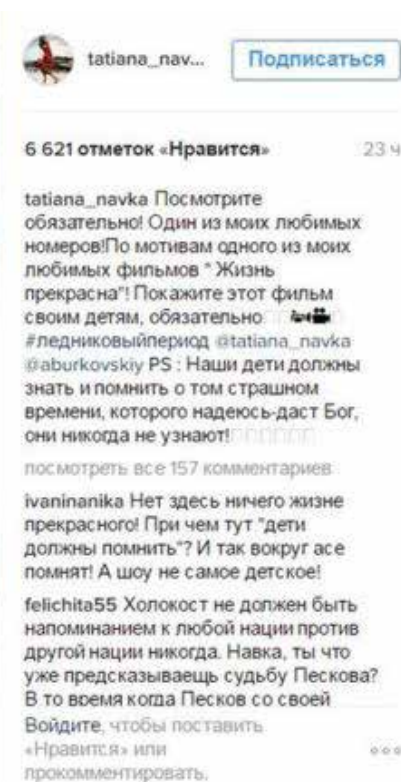 tatiana_nav...
Подписаться
6 621 отметок «Нравится»
23 ч
tatiana_navka Посмотрите
обязательно! Один из моих любимых
номеров!По мотивам одного из моих
любимых фильмов " Жизнь
прекрасна"! Покажите этот фильм
своим детям, обязательно
#ледниковыйпериод @tatiana_navka
@aburkovskiy PS : Наши дети должны
знать и помнить о том страшном
времени, которого надеюсь-даст Бог,
они никогда не узнают!
посмотреть все 157 комментариев
ivaninanika Нет здесь ничего жизне
прекрасного! При чем тут "дети
должны помнить"? И так вокруг асе
помнят! А шоу не самое детское!
felichita55 Холокост не должен быть
напоминанием к любой нации против
другой нации никогда. Навка, ты что
уже предсказываещь судьбу Пескова?
В то время когда Песков со своей
Войдите, чтобы поставить
«Нравится» или
прокомментировать.